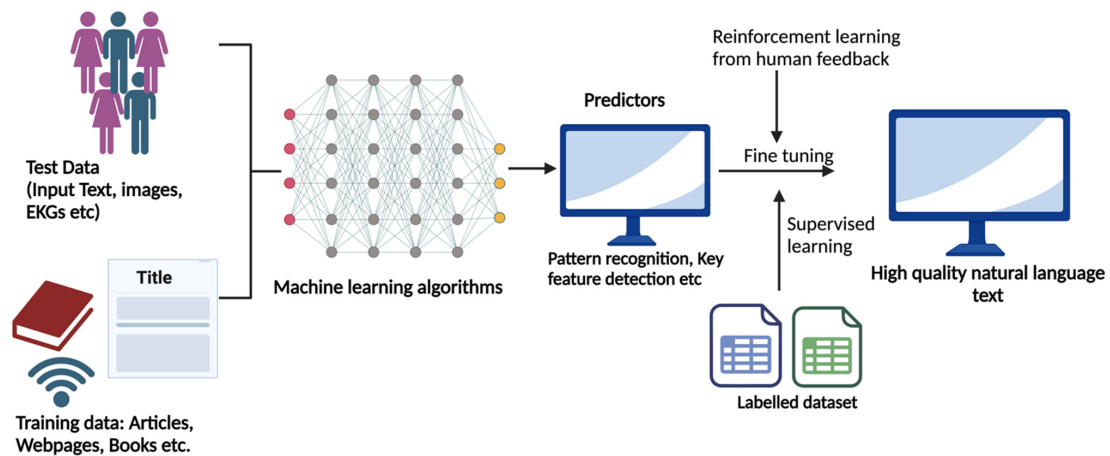 Test Data
(Input Text, images,
EKGs etc)
Title
Training data: Articles,
Webpages, Books etc.
Machine learning algorithms
Predictors
Pattern recognition, Key
feature detection etc
Reinforcement learning
from human feedback
Fine tuning
Supervised
learning
Labelled dataset
High quality natural language
text